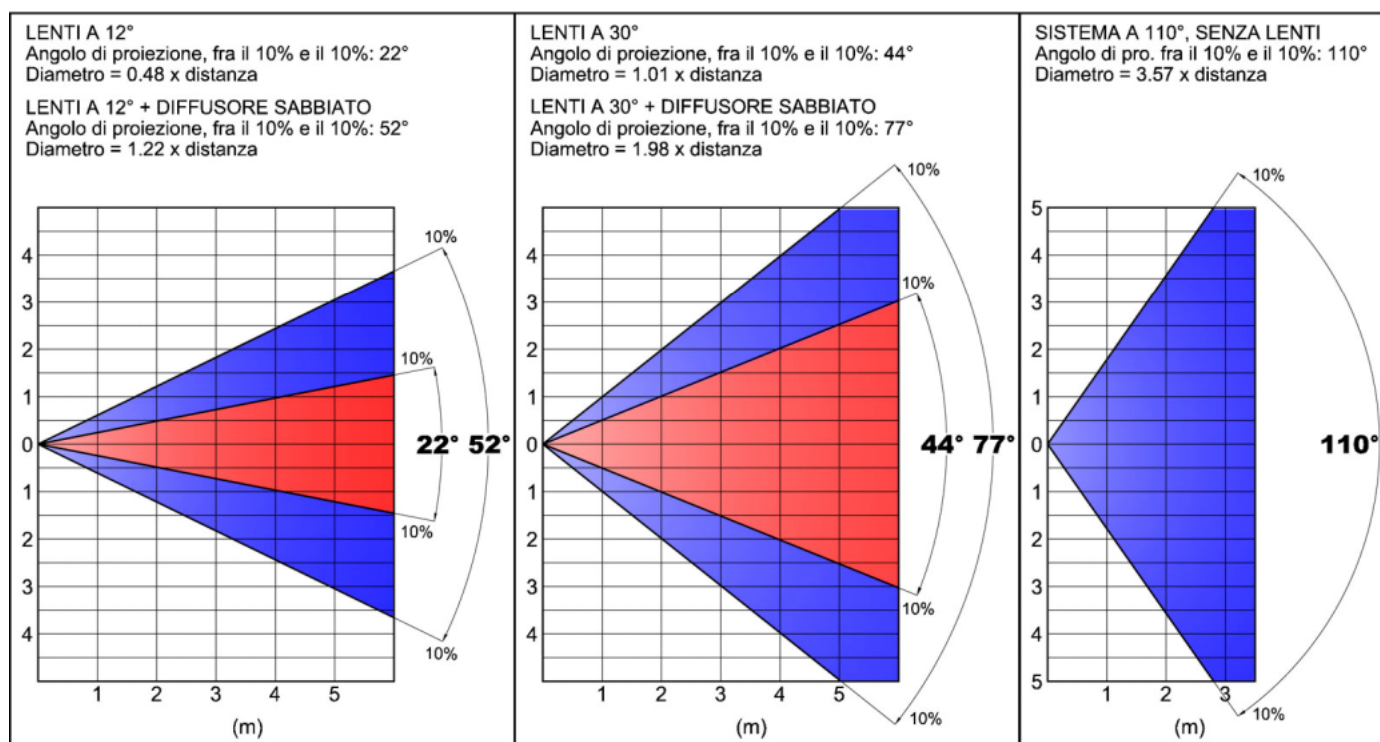 LENTI A 12°
Angolo di proiezione, fra il 10% e il 10%: 22°
Diametro = 0.48 x distanza
LENTI A 12° + DIFFUSORE SABBIATO
Angolo di proiezione, fra il 10% e il 10%: 52°
Diametro = 1.22 x distanza
10%
4
3
10%
2
1
0
22° 52°
1
2
10%
3
4
10%
1 2 3 4 5
(m)
LENTI A 30°
Angolo di proiezione, fra il 10% e il 10%: 44°
Diametro = 1.01 x distanza
LENTI A 30° + DIFFUSORE SABBIATO
Angolo di proiezione, fra il 10% e il 10%: 77°
Diametro = 1.98 x distanza
10%
4
10%
3
2
1
0
44° 77°
1
2
3
10%
4
1 2 3 4 5
10%
(m)
SISTEMA A 110°, SENZA LENTI
Angolo di pro. fra il 10% e il 10%: 110°
Diametro = 3.57 x distanza
10%
5
4
3
2
1
0
110°
1
2
3
4
5
10%
1 2 3
(m)